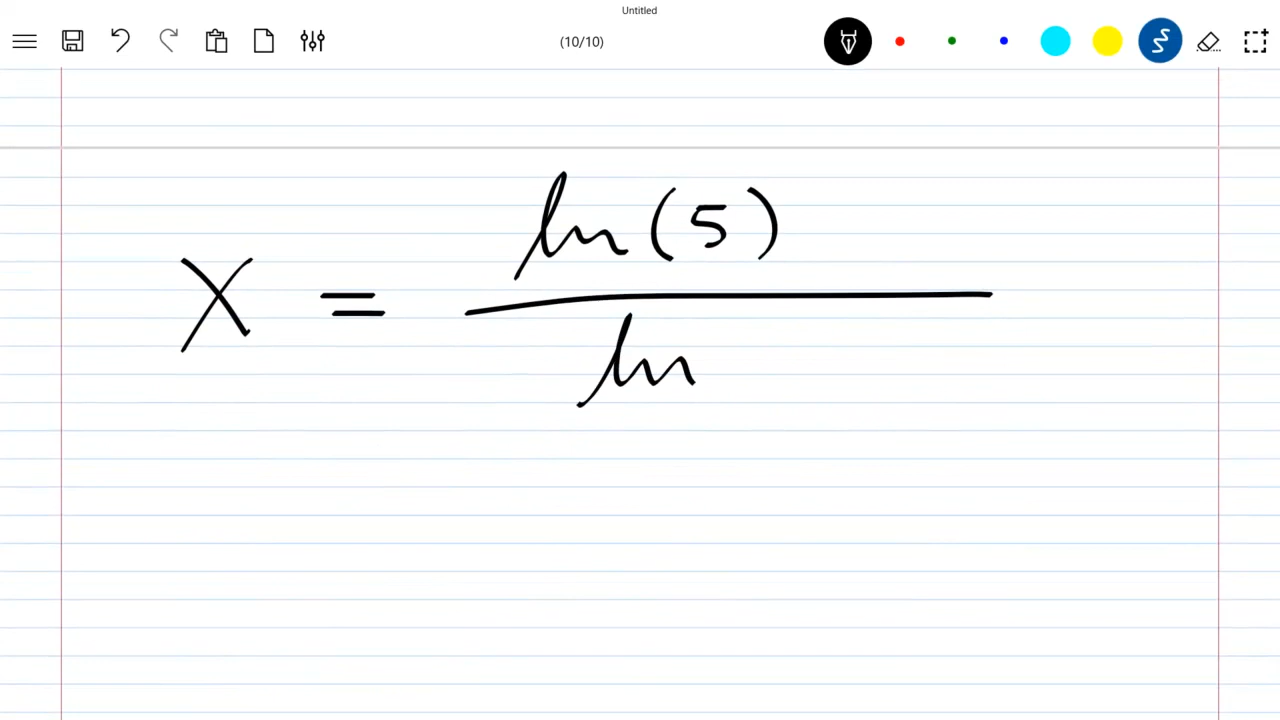 Untitled
(10/10)
X = ln(5)
ln